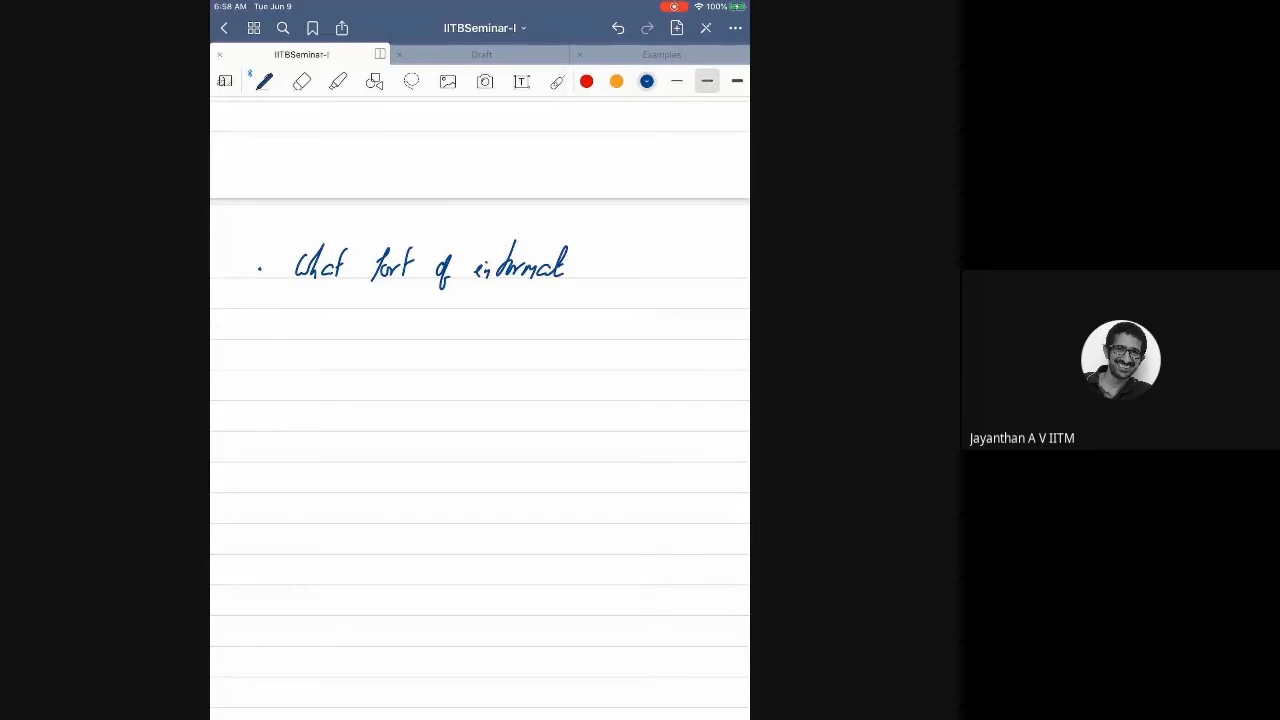 6:58 AM Tue Jun 9 100%
IITBSeminar-I
IITBSeminar-I Draft Examples
. What sort of informat
Jayanthan A V IITM